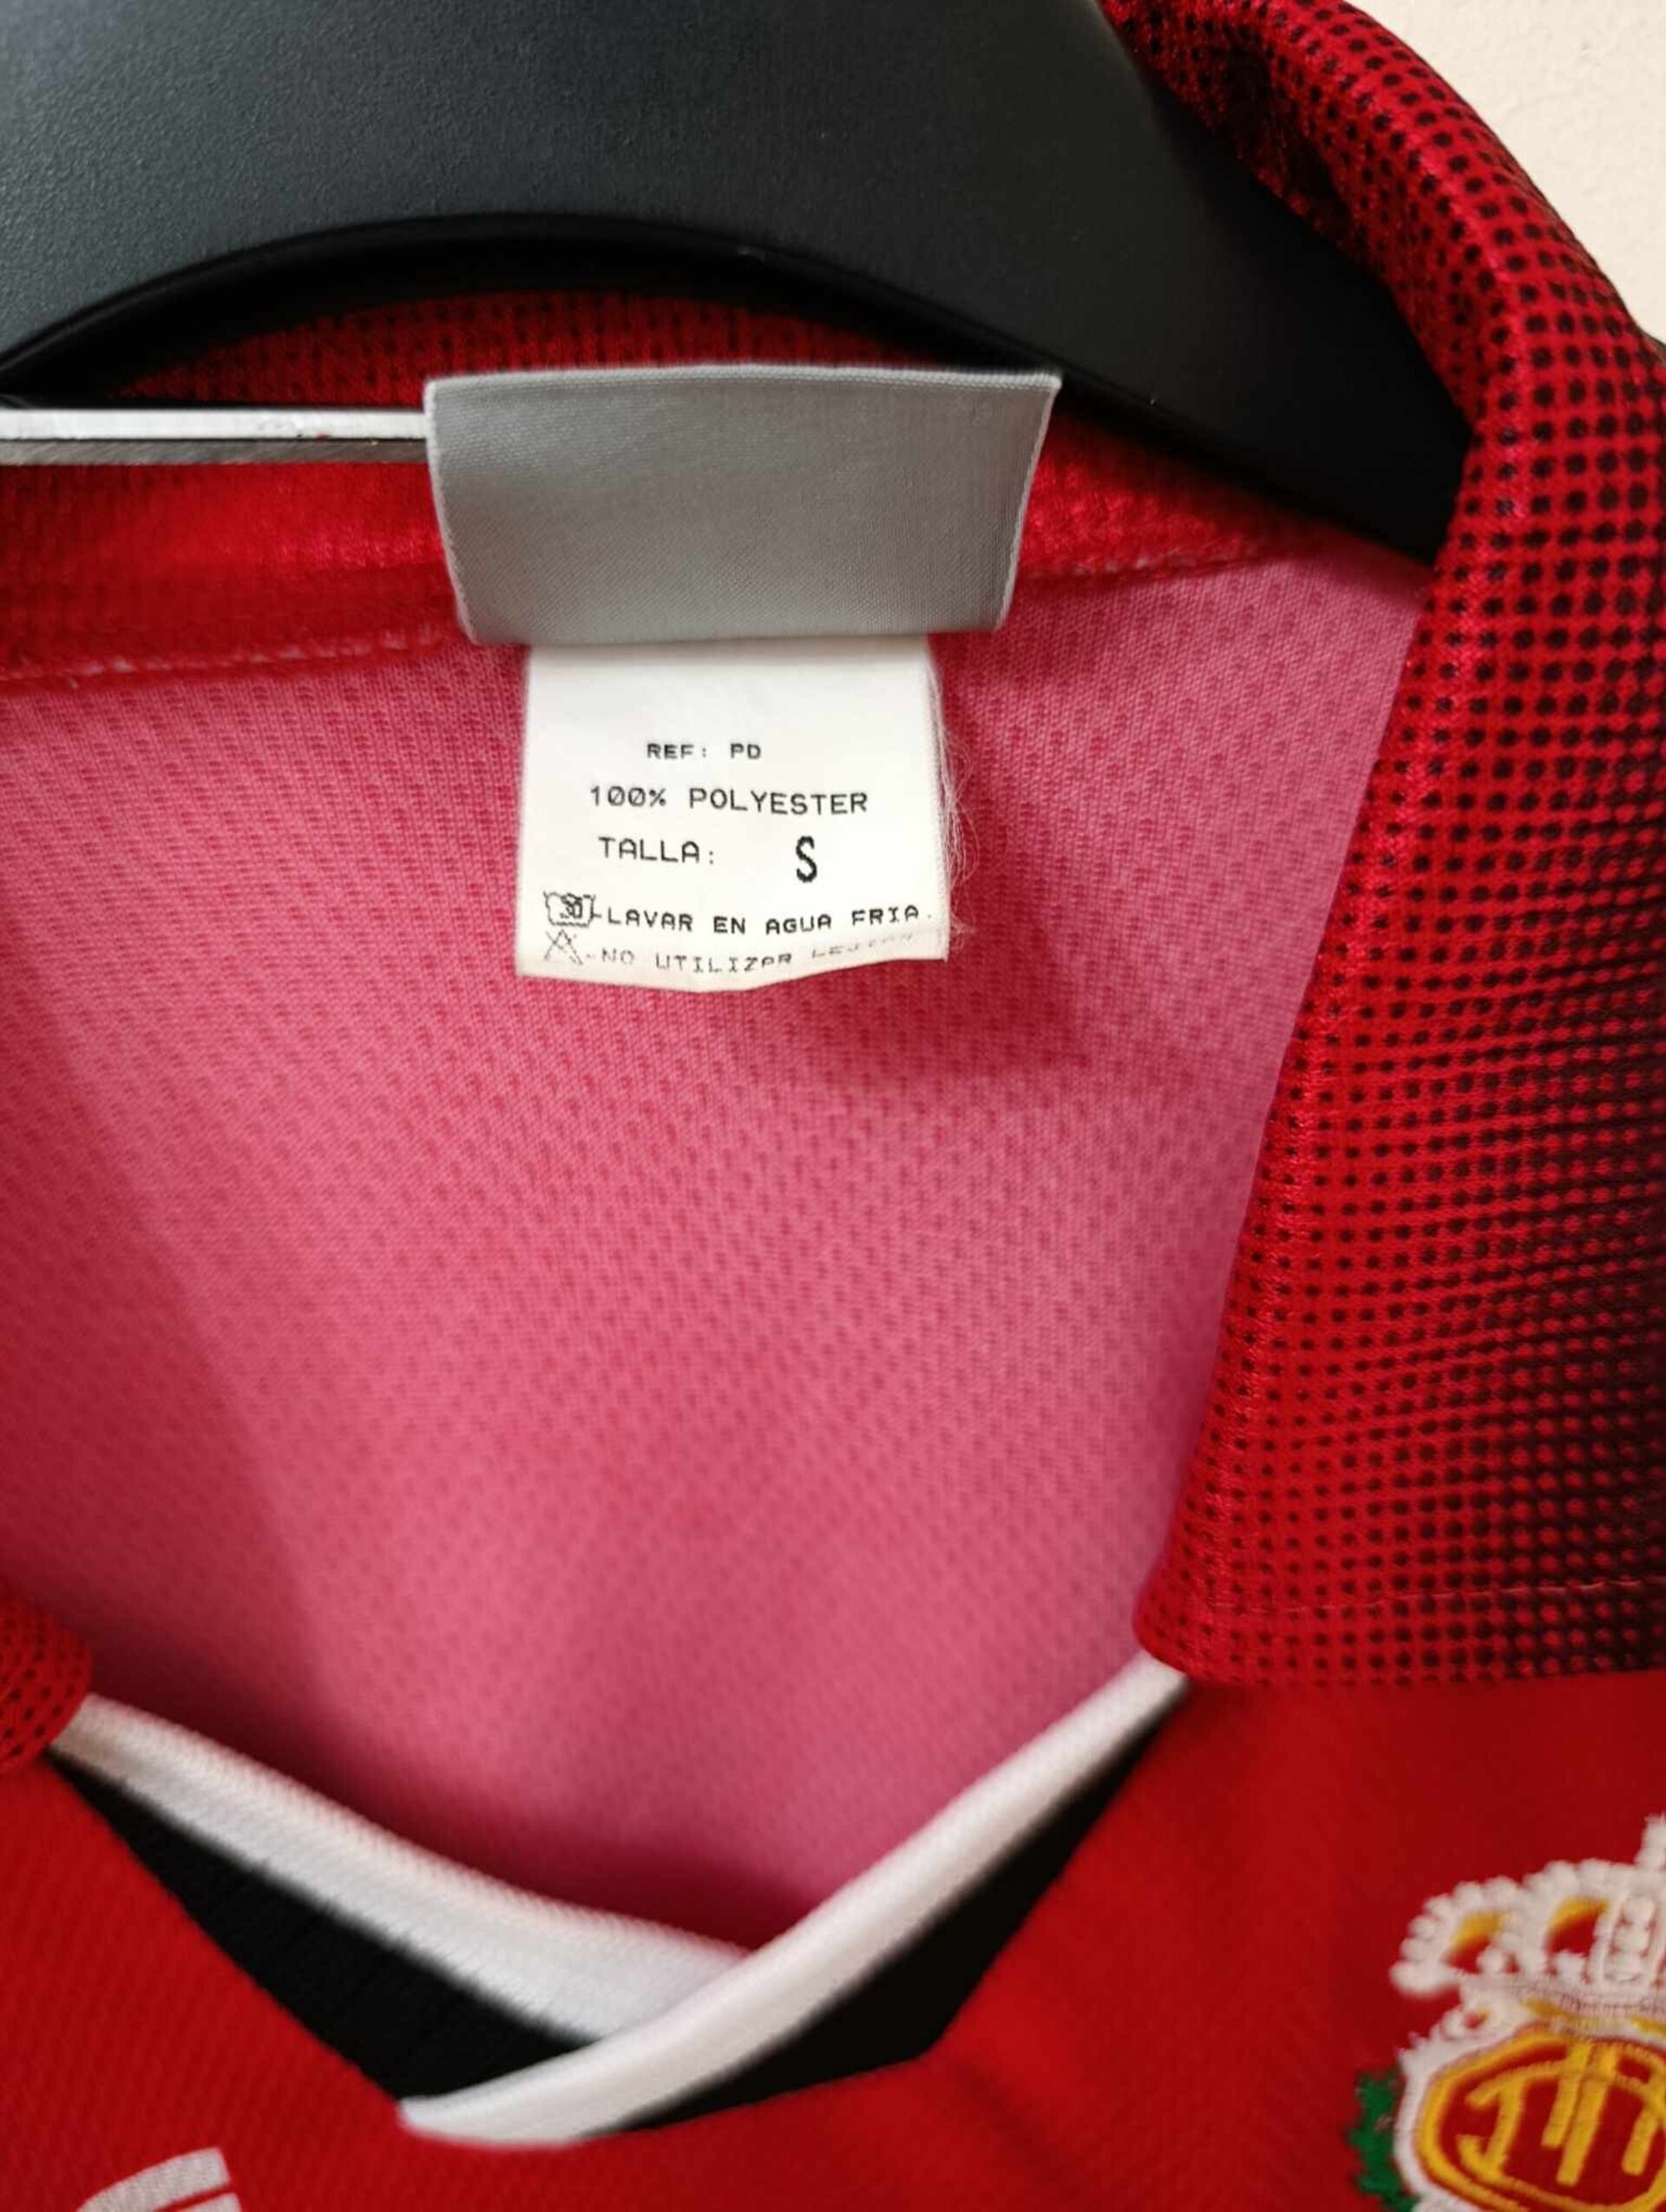 REF: PD
100% POLYESTER
TALLA: S
30 -LAVAR EN AGUA FRIA.
-NO UTILIZAR